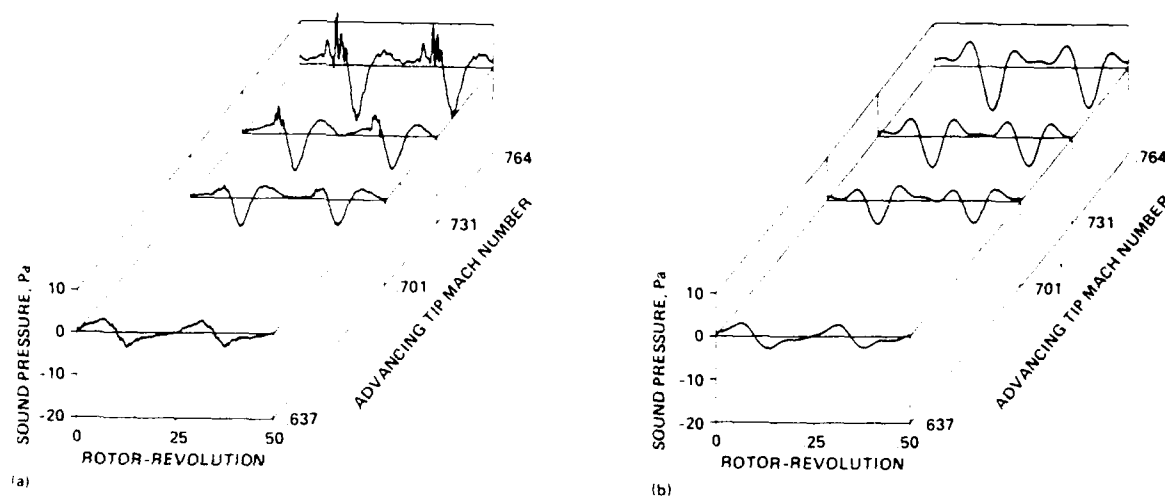 764
731
701
637
ADVANCING TIP MACH NUMBER
SOUND PRESSURE, Pa
10
0
-10
-20
0
25
50
ROTOR-REVOLUTION
(a)
764
731
701
637
ADVANCING TIP MACH NUMBER
SOUND PRESSURE, Pa
10
0
-10
-20
0
25
50
ROTOR-REVOLUTION
(b)